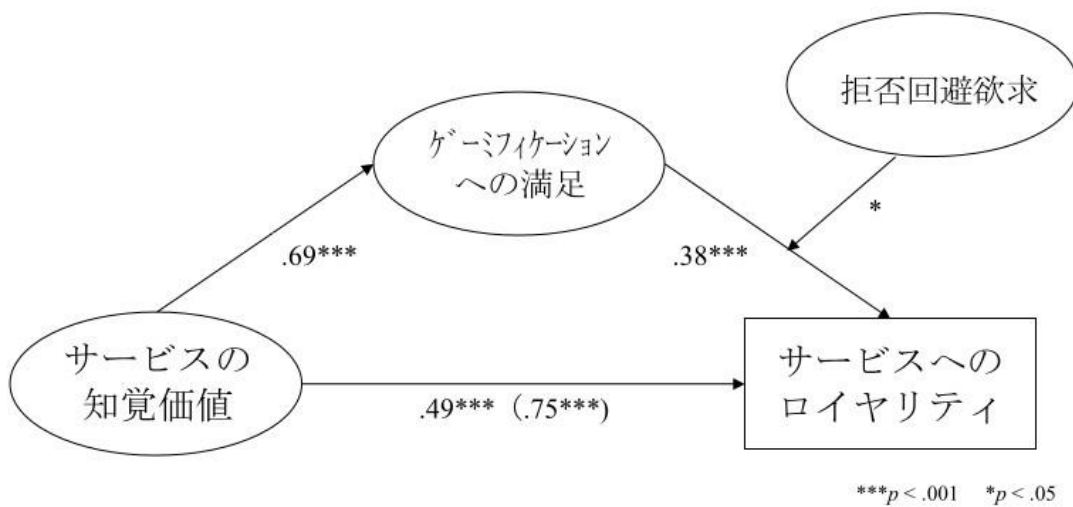 拒否回避欲求
ｹﾞｰﾐﾌｨｹｰｼｮﾝ
への満足
*
.69***
.38***
サービスの
知覚価値
サービスへの
ロイヤリティ
.49***（.75***)
***p < .001 *p < .05